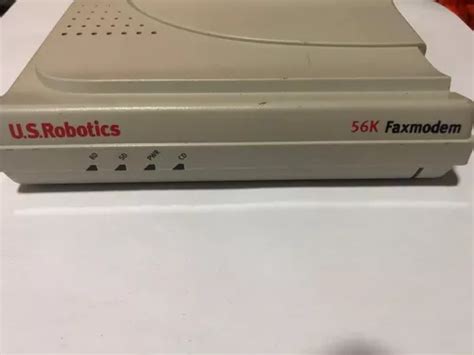 U.S.Robotics
56K Faxmodem
RD SD PWR CD